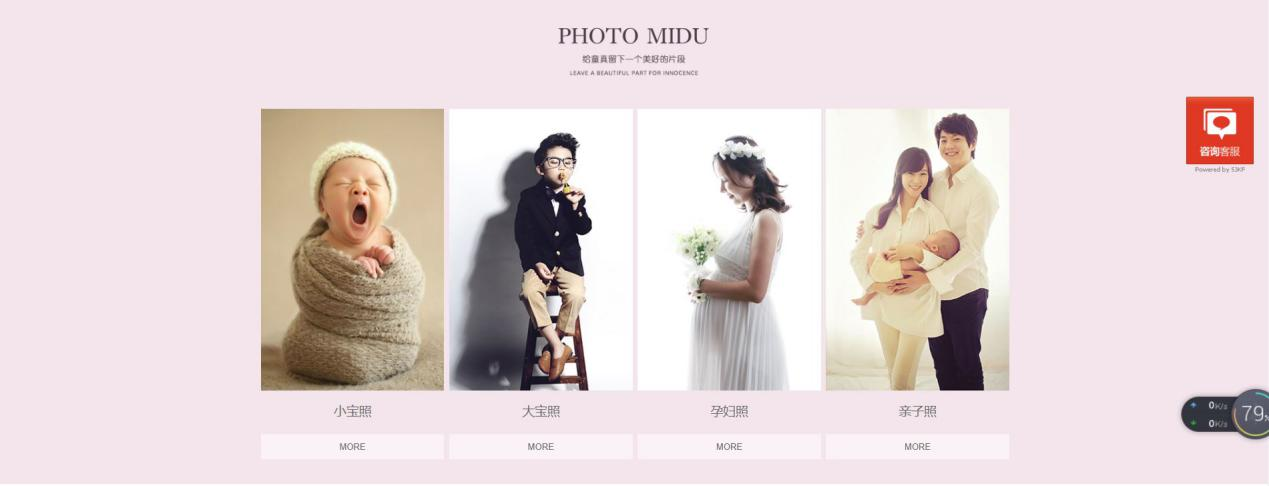 PHOTO MIDU
给童真留下一个美好的片段
LEAVE A BEAUTIFUL PART FOR INNOCENCE
咨询客服
Powered by 53KF
小宝照
大宝照
孕妇照
亲子照
MORE
MORE
MORE
MORE
0K/s
0K/s
79%